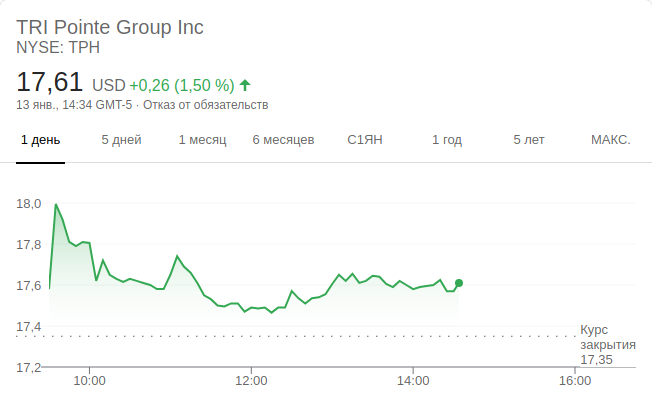 TRI Pointe Group Inc
NYSE: TPH
17,61 USD +0,26 (1,50 %)
13 янв., 14:34 GMT-5 · Отказ от обязательств
1 день 5 дней 1 месяц 6 месяцев С1ЯН 1 год 5 лет МАКС.
18,0
17,8
17,6
17,4
Курс
закрытия
17,35
17,2
10:00 12:00 14:00 16:00